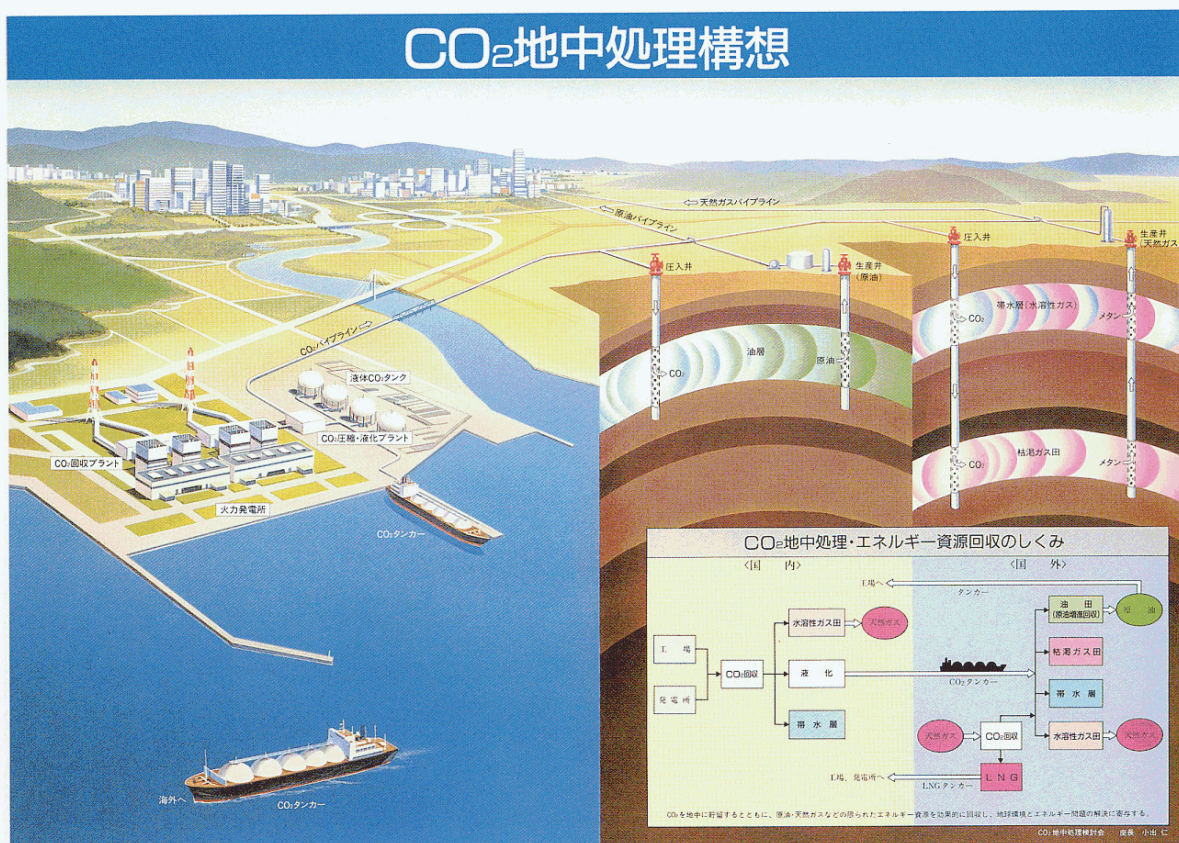 CO₂地中処理構想
天然ガスパイプライン
原油パイプライン
圧入井
生産井
(天然ガス
圧入井
生産井
(原油)
帯水層(水溶性ガス)
CO₂
メタン
CO₂パイプライン
油層
原油
CO₂
液体CO₂タンク
CO₂圧縮・液化プラント
CO₂回収プラント
枯渇ガス田
CO₂
メタン
火力発電所
CO₂タンカー
海外へ
CO₂タンカー
CO₂地中処理・エネルギー資源回収のしくみ
〈国 内〉
〈国 外〉
工場へ
タンカー
水溶性ガス田
天然ガス
油 田
(原油増進回収)
原 油
工 場
発電所
CO₂回収
液 化
CO₂タンカー
枯渇ガス田
帯水層
帯水層
天然ガス
CO₂回収
水溶性ガス田
天然ガス
工場、発電所へ
LNGタンカー
LNG
CO₂を地中に貯留するとともに、原油・天然ガスなどの限られたエネルギー資源を効果的に回収し、地球環境とエネルギー問題の解決に寄与する。
CO₂地中処理検討会 座長 小出 仁